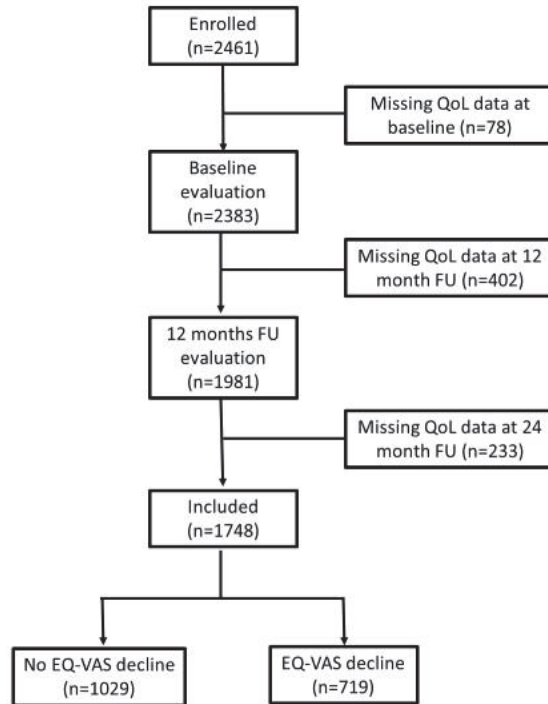 Enrolled
(n=2461)
Missing QoL data at
baseline (n=78)
Baseline
evaluation
(n=2383)
Missing QoL data at 12
month FU (n=402)
12 months FU
evaluation
(n=1981)
Missing QoL data at 24
month FU (n=233)
Included
(n=1748)
No EQ-VAS decline
(n=1029)
EQ-VAS decline
(n=719)